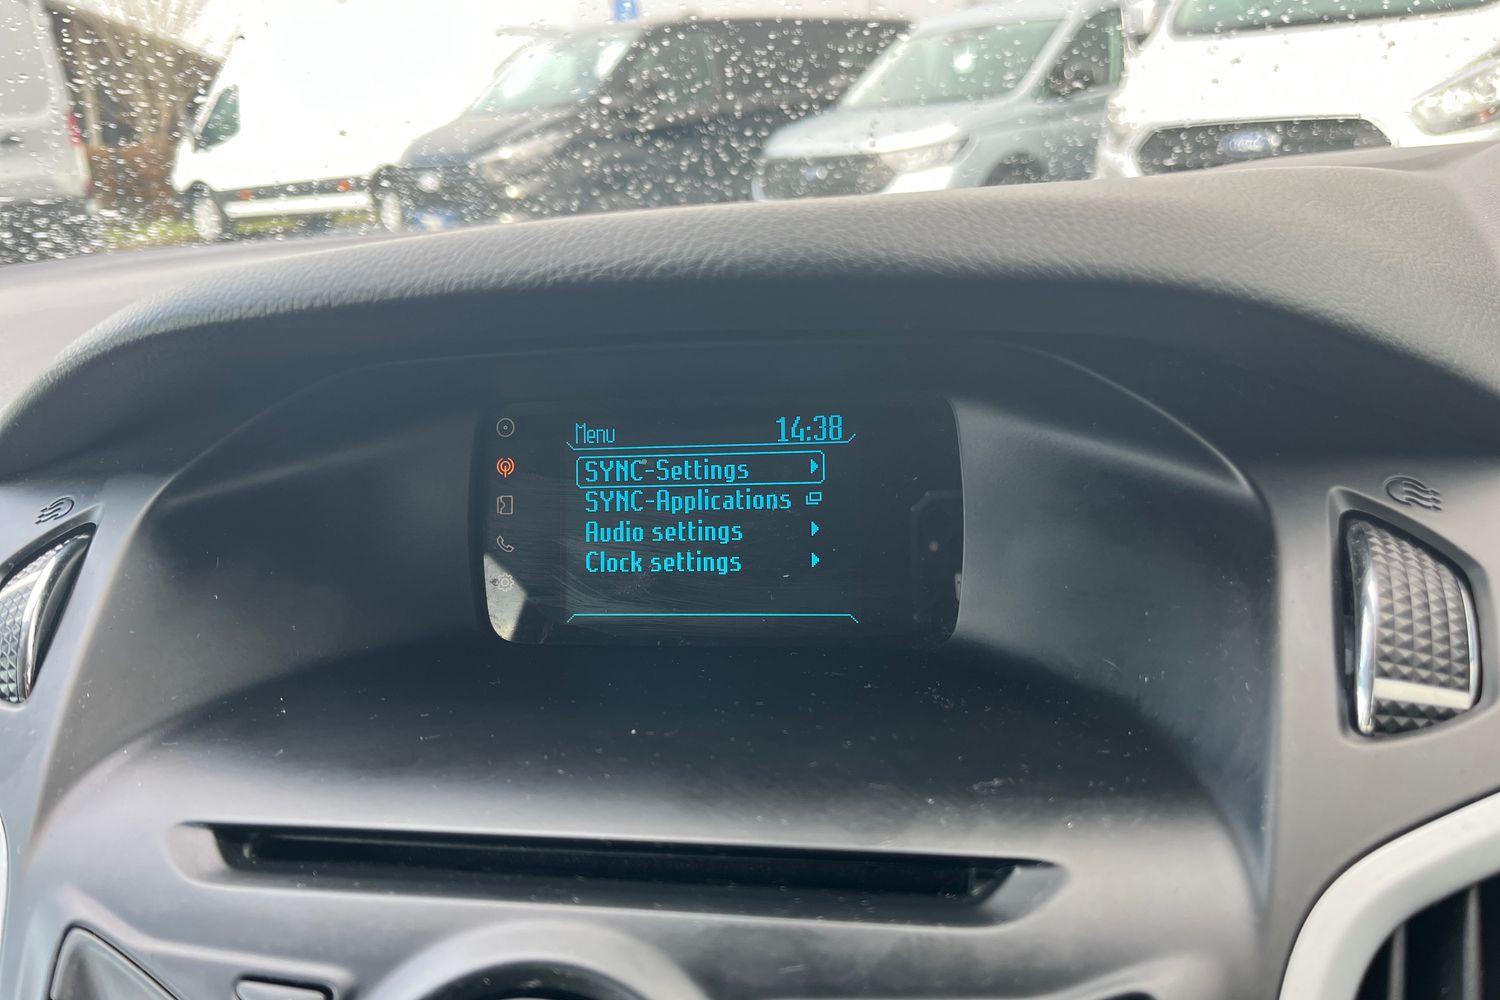 Menu 14:38
SYNC-Settings
SYNC-Applications
Audio settings
Clock settings